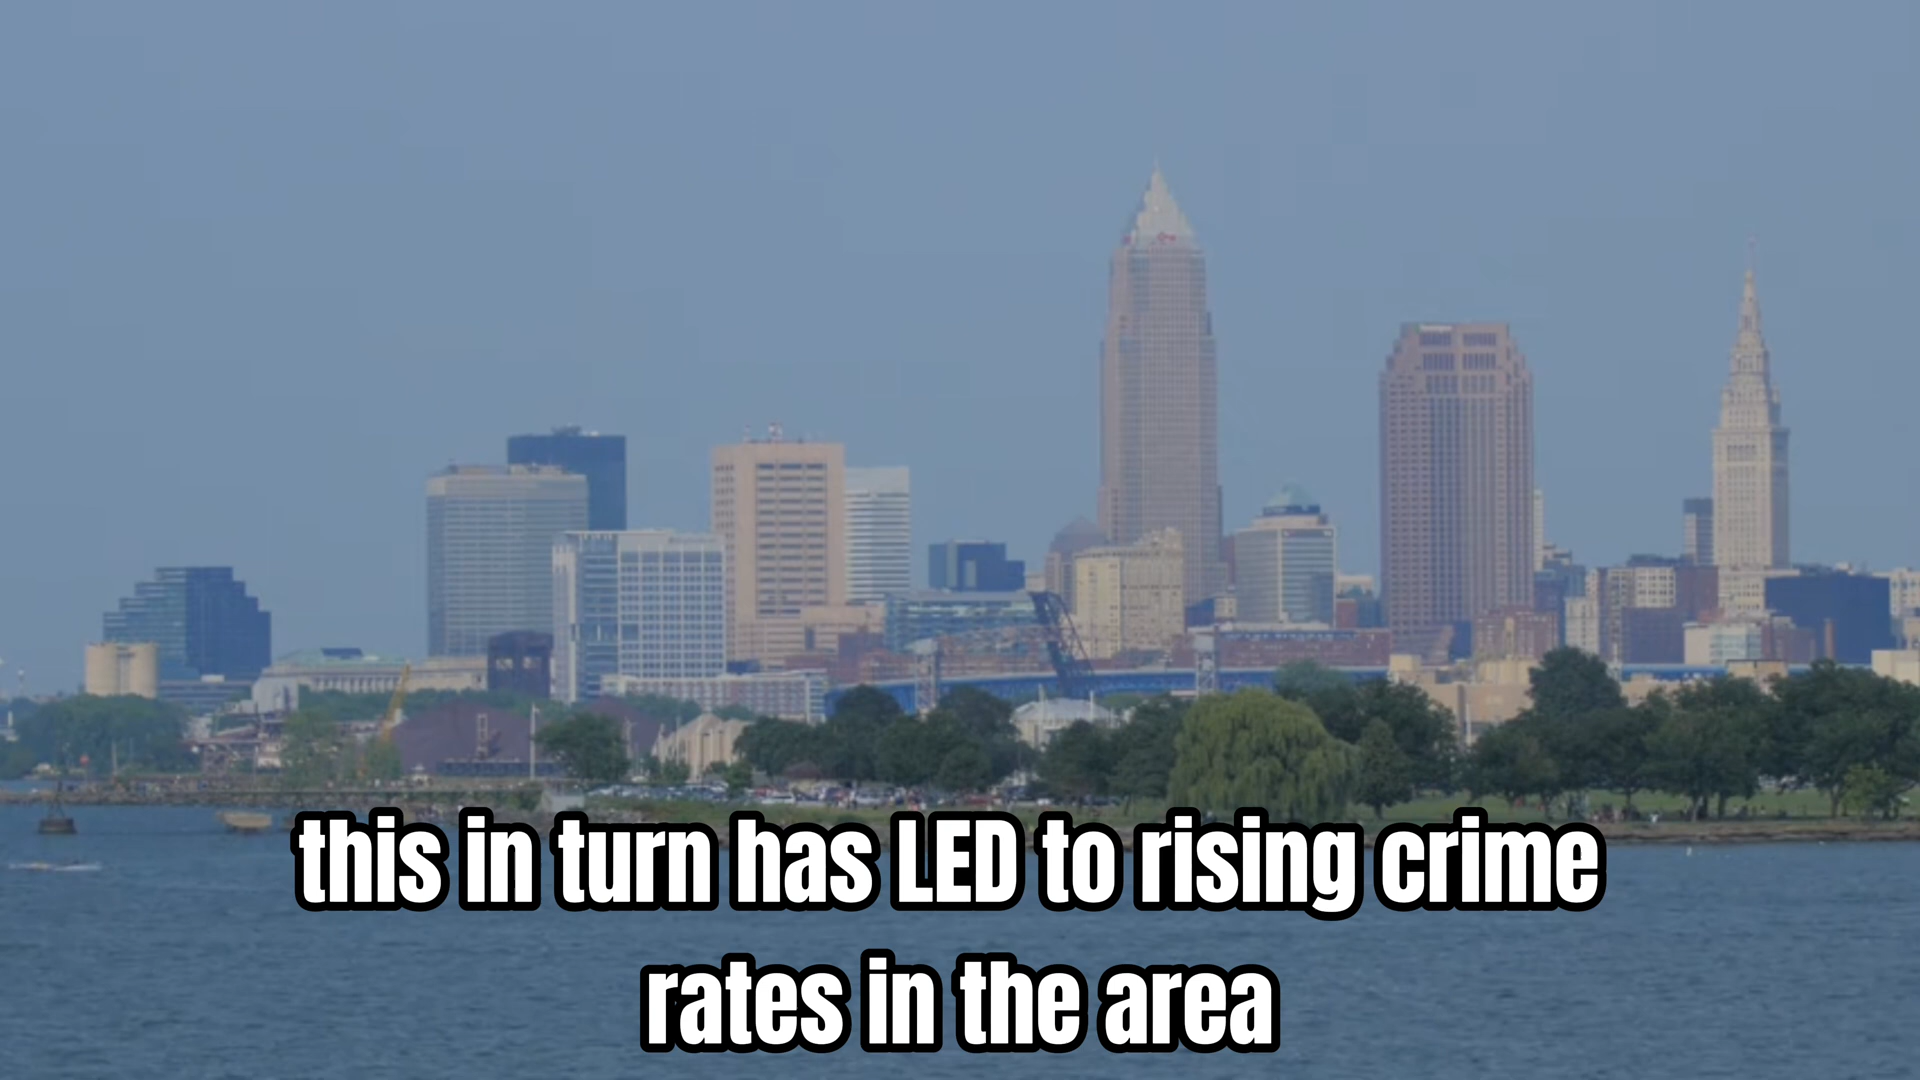 this in turn has LED to rising crime
rates in the area